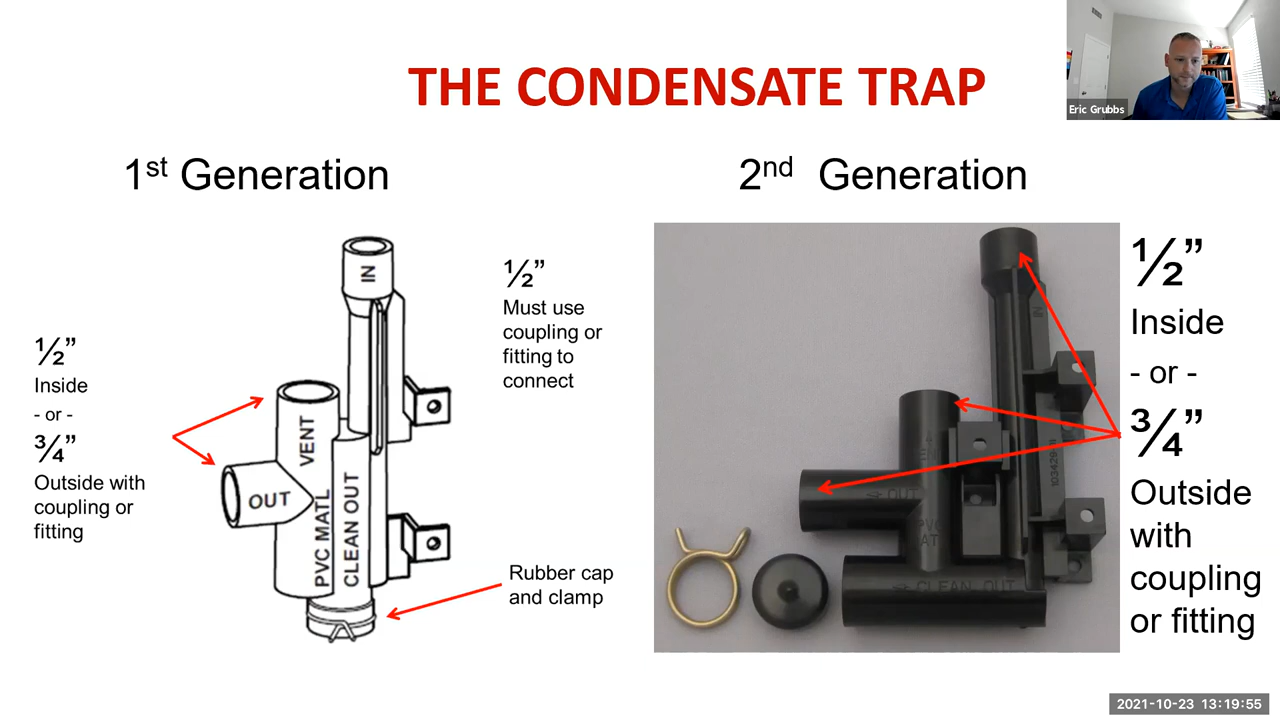 THE CONDENSATE TRAP
Eric Grubbs
1st Generation
2nd Generation
IN
VENT
OUT
PVC MATL
CLEAN OUT
½”
Inside
- or -
¾”
Outside with
coupling or
fitting
½”
Must use
coupling or
fitting to
connect
Rubber cap
and clamp
IN
OUT
PVC
CLEAN OUT
½”
Inside
- or -
¾”
Outside
with
coupling
or fitting
2021-10-23 13:19:55